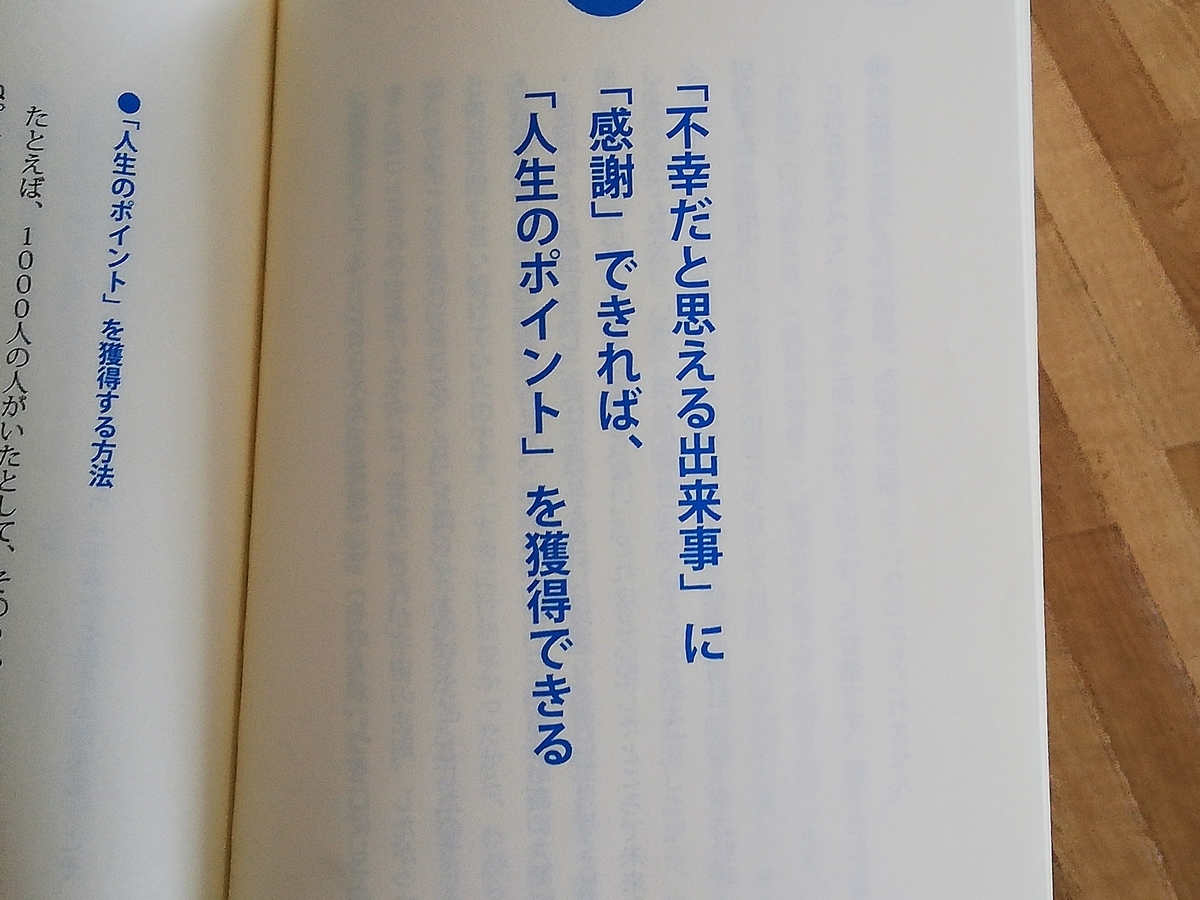 「不幸だと思える出来事」に
「感謝」できれば、
「人生のポイント」を獲得できる
●「人生のポイント」を獲得する方法
たとえば、1000人の人がいたとして、その